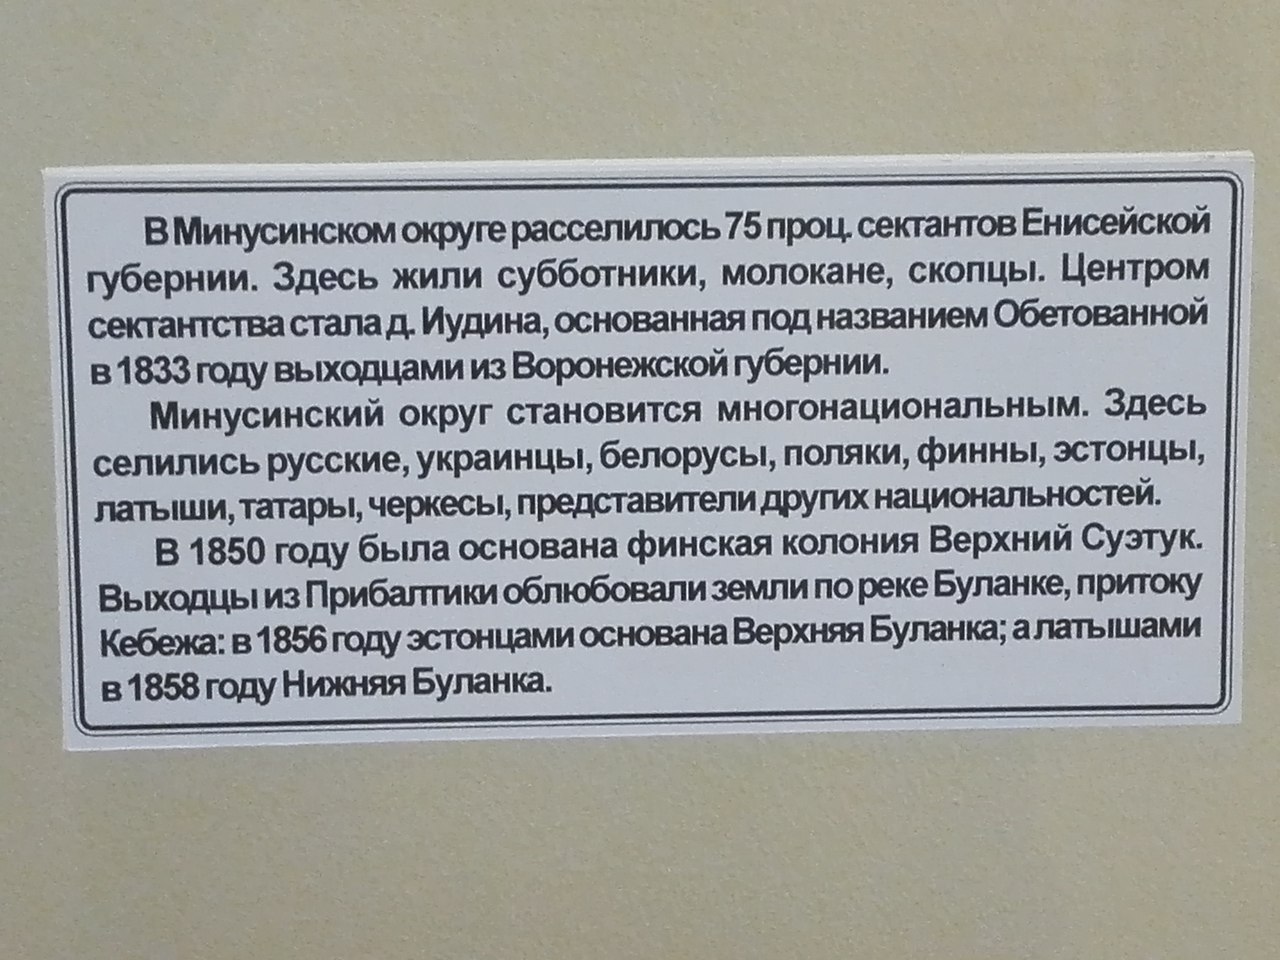 В Минусинском округе расселилось 75 проц. сектантов Енисейской
губернии. Здесь жили субботники, молокане, скопцы. Центром
сектантства стала д. Иудина, основанная под названием Обетованной
в 1833 году выходцами из Воронежской губернии.
Минусинский округ становится многонациональным. Здесь
селились русские, украинцы, белорусы, поляки, финны, эстонцы,
латыши, татары, черкесы, представители других национальностей.
В 1850 году была основана финская колония Верхний Суэтук.
Выходцы из Прибалтики облюбовали земли по реке Буланке, притоку
Кебежа: в 1856 году эстонцами основана Верхняя Буланка; а латышами
в 1858 году Нижняя Буланка.